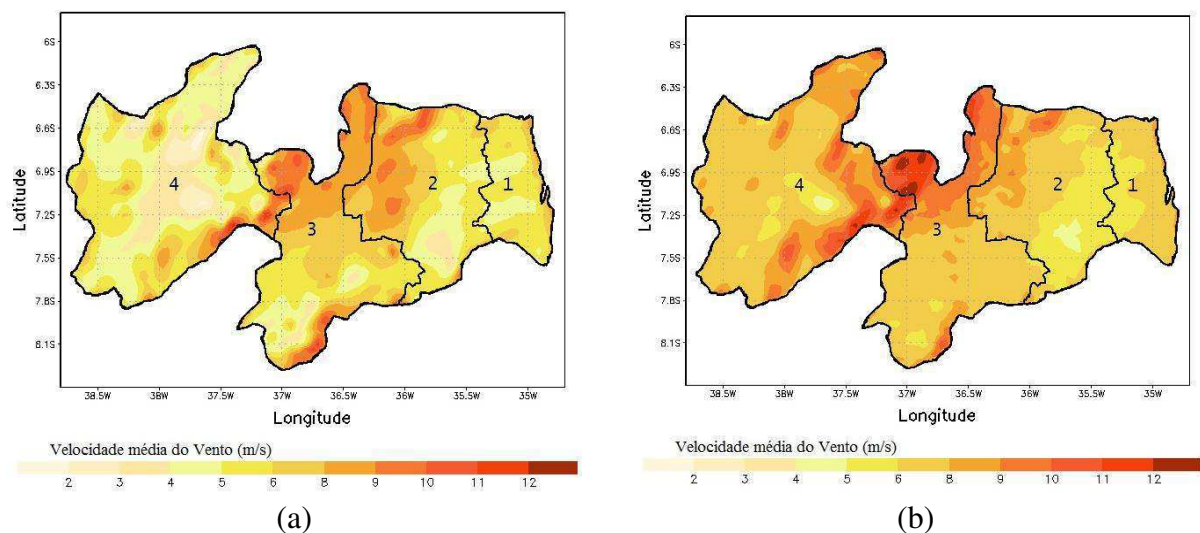 6S
6.3S
6.6S
6.9S
7.2S
7.5S
7.8S
8.1S
Latitude
4
3
2
1
38.5W 38W 37.5W 37W 36.5W 36W 35.5W 35W
Longitude
Velocidade média do Vento (m/s)
2 3 4 5 6 8 9 10 11 12
(a)
6S
6.3S
6.6S
6.9S
7.2S
7.5S
7.8S
8.1S
Latitude
4
3
2
1
38.5W 38W 37.5W 37W 36.5W 36W 35.5W 35W
Longitude
Velocidade média do Vento (m/s)
2 3 4 5 6 8 9 10 11 12
(b)